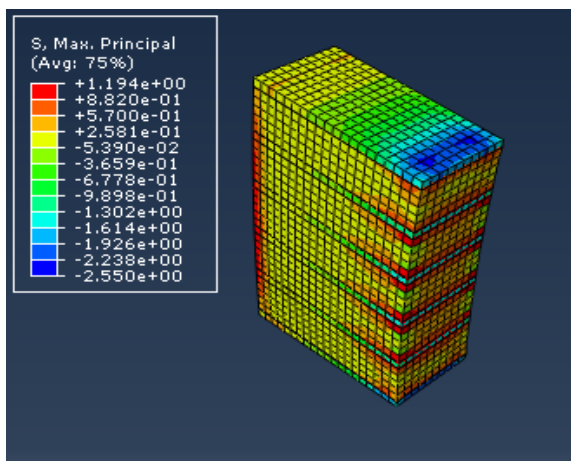 S, Max. Principal
(Avg: 75%)
+1.194e+00
+8.820e-01
+5.700e-01
+2.581e-01
-5.390e-02
-3.659e-01
-6.778e-01
-9.898e-01
-1.302e+00
-1.614e+00
-1.926e+00
-2.238e+00
-2.550e+00